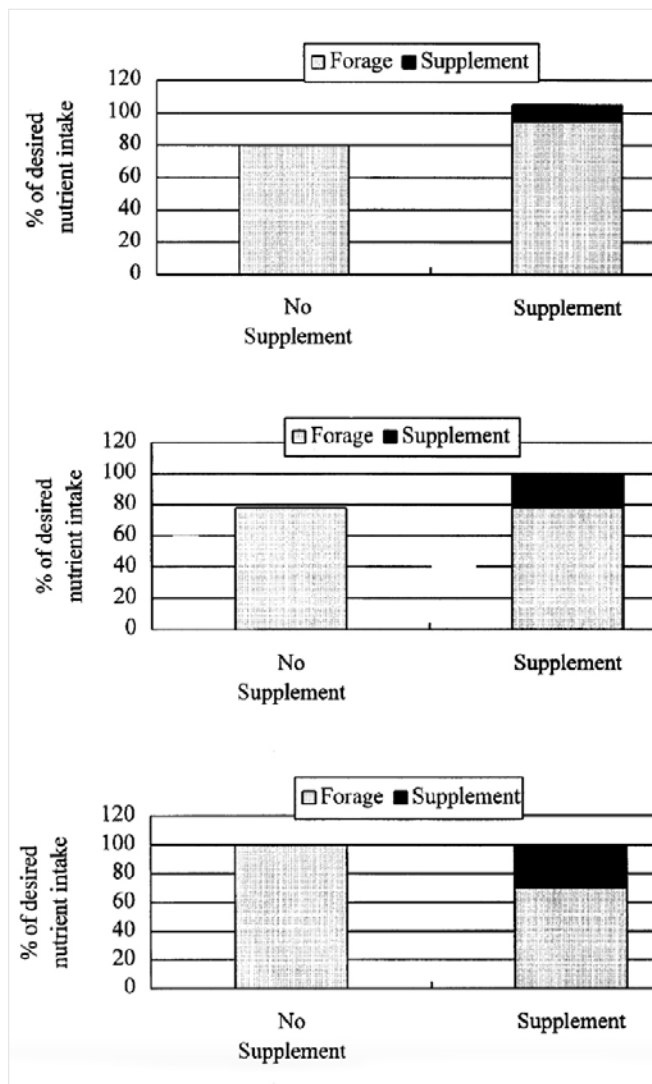 Forage Supplement
120
100
80
60
40
20
0
% of desired
nutrient intake
No
Supplement
Supplement
Forage Supplement
120
100
80
60
40
20
0
% of desired
nutrient intake
No
Supplement
Supplement
Forage Supplement
120
100
80
60
40
20
0
% of desired
nutrient intake
No
Supplement
Supplement